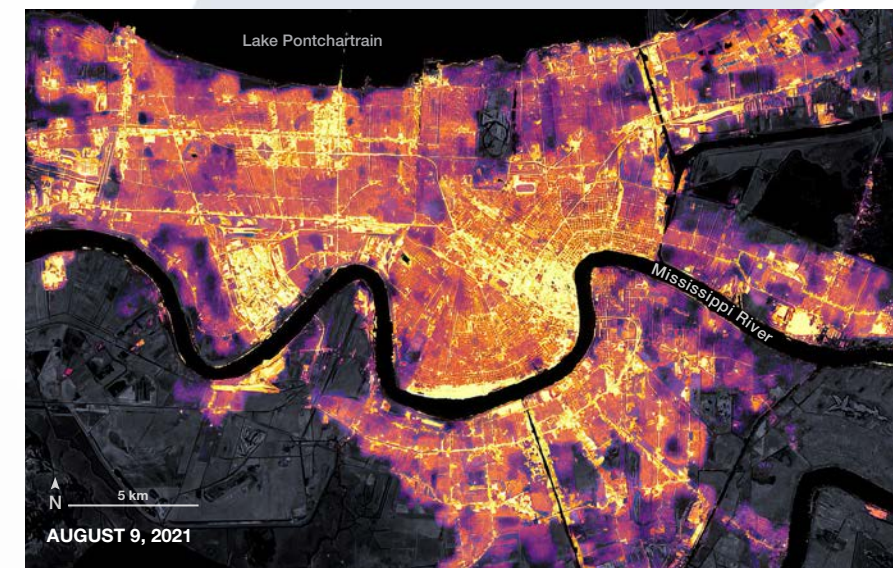 Lake Pontchartrain
Mississippi River
N
5 km
AUGUST 9, 2021